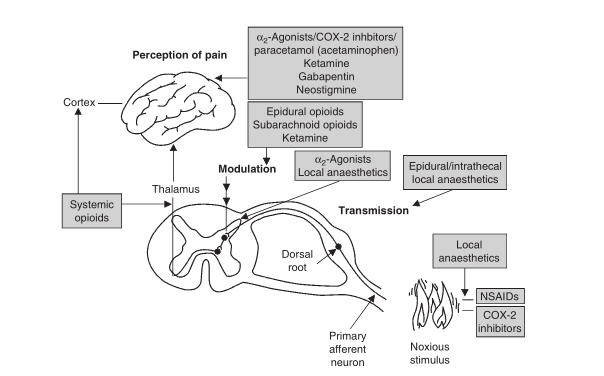 α2-Agonists/COX-2 inhbitors/
paracetamol (acetaminophen)
Ketamine
Gabapentin
Neostigmine
Perception of pain
Cortex
Epidural opioids
Subarachnoid opioids
Ketamine
Modulation
α2-Agonists
Local anaesthetics
Epidural/intrathecal
local anaesthetics
Thalamus
Systemic
opioids
Transmission
Dorsal
root
Local
anaesthetics
NSAIDs
COX-2
inhibitors
Primary
afferent
neuron
Noxious
stimulus